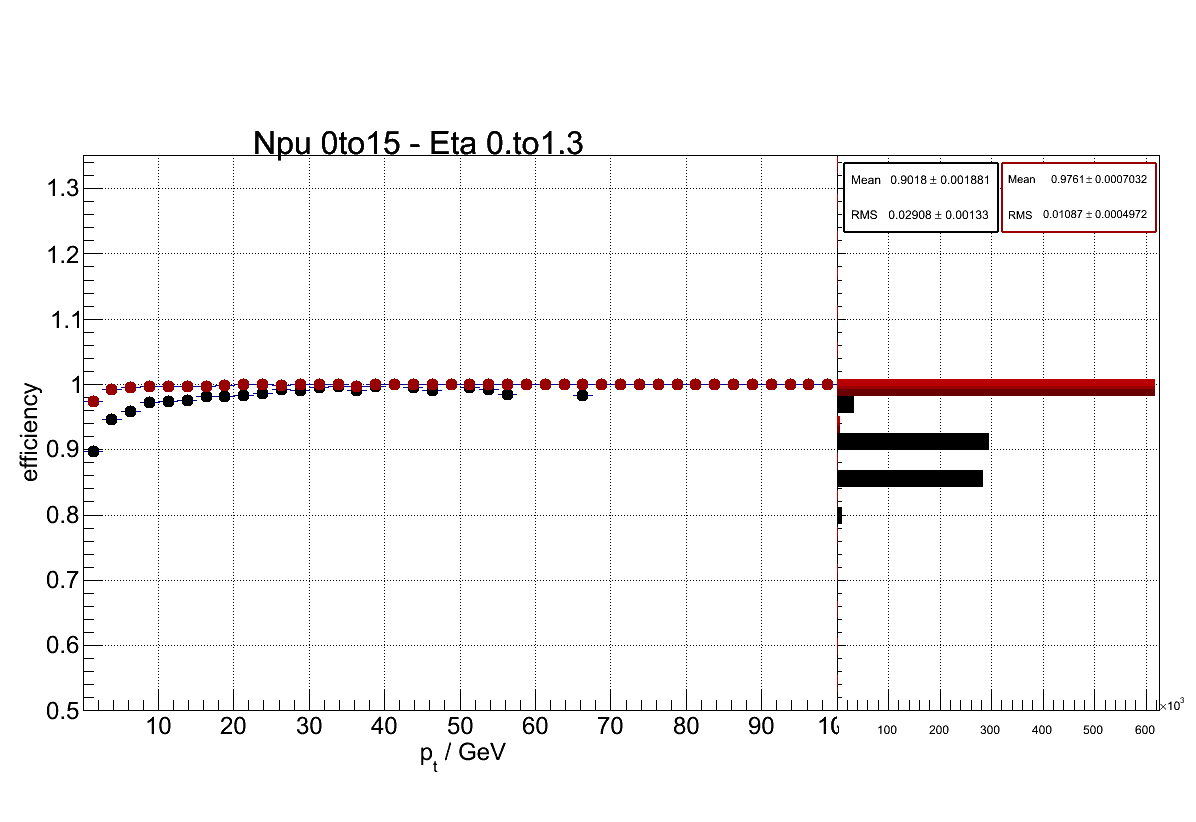 Npu 0to15 - Eta 0.to1.3
Mean 0.9018 ± 0.001881
RMS 0.02908 ± 0.00133
Mean 0.9761 ± 0.0007032
RMS 0.01087 ± 0.0004972
efficiency
1.3
1.2
1.1
1
0.9
0.8
0.7
0.6
0.5
10 20 30 40 50 60 70 80 90
100 200 300 400 500 600
×10³
pt / GeV